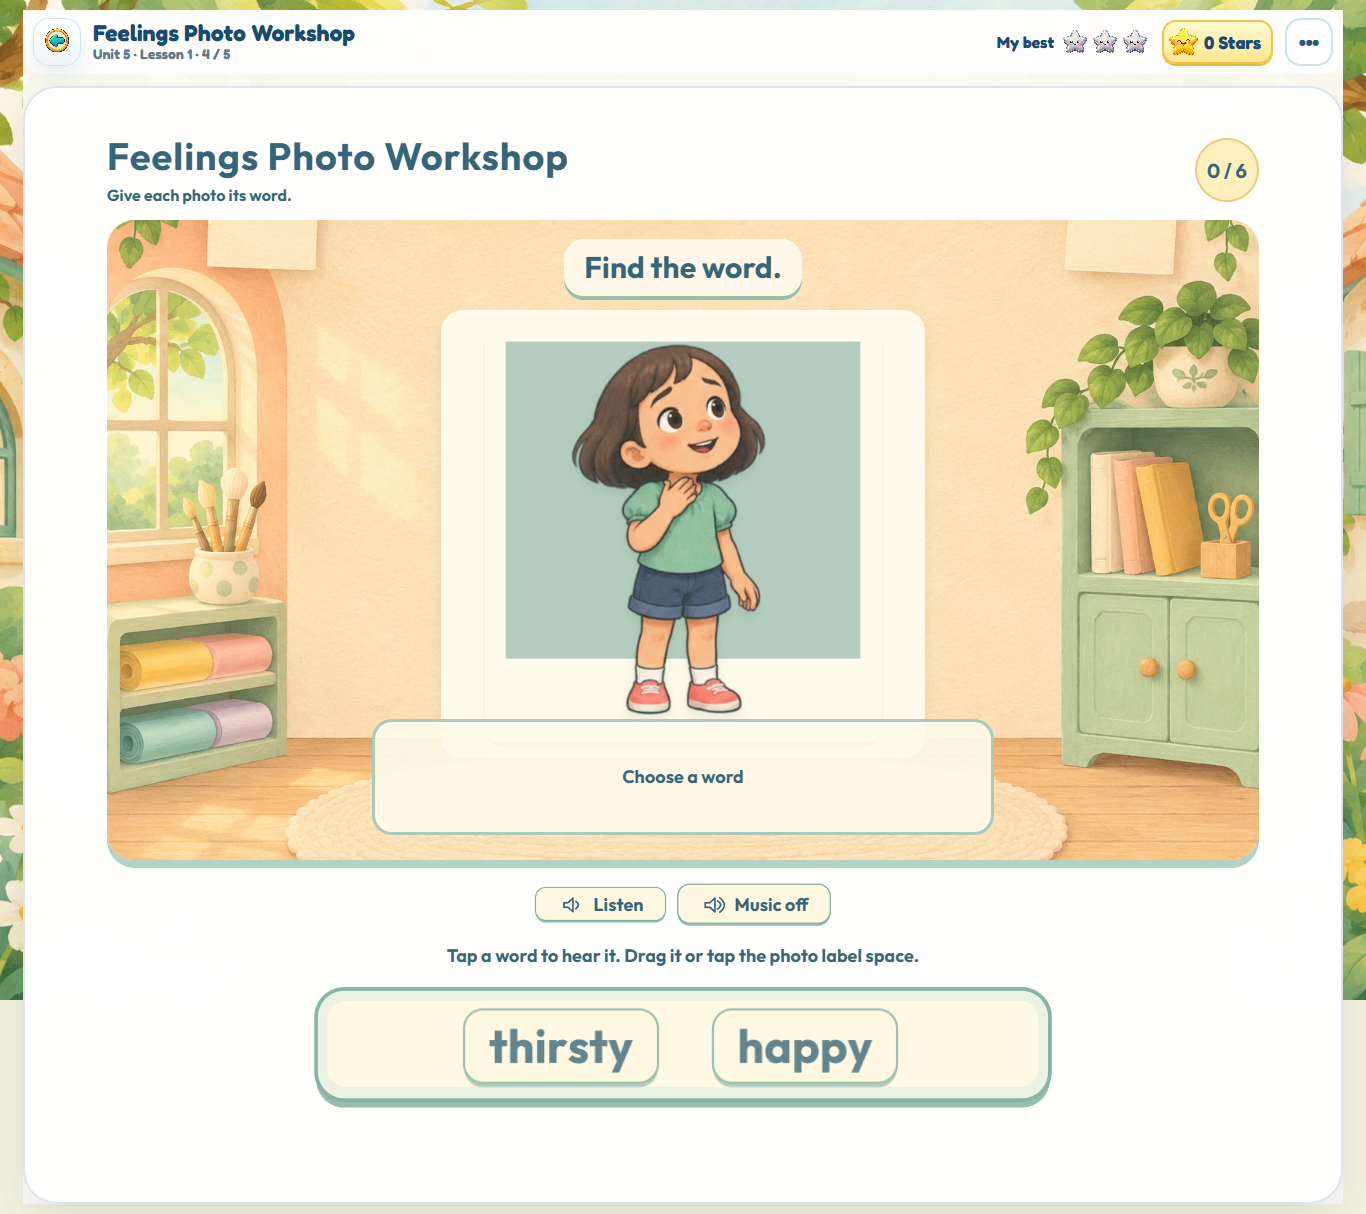 Feelings Photo Workshop
Unit 5 · Lesson 1 · 4 / 5
My best
0 Stars
Feelings Photo Workshop
Give each photo its word.
0 / 6
Find the word.
Choose a word
Listen
Music off
Tap a word to hear it. Drag it or tap the photo label space.
thirsty
happy